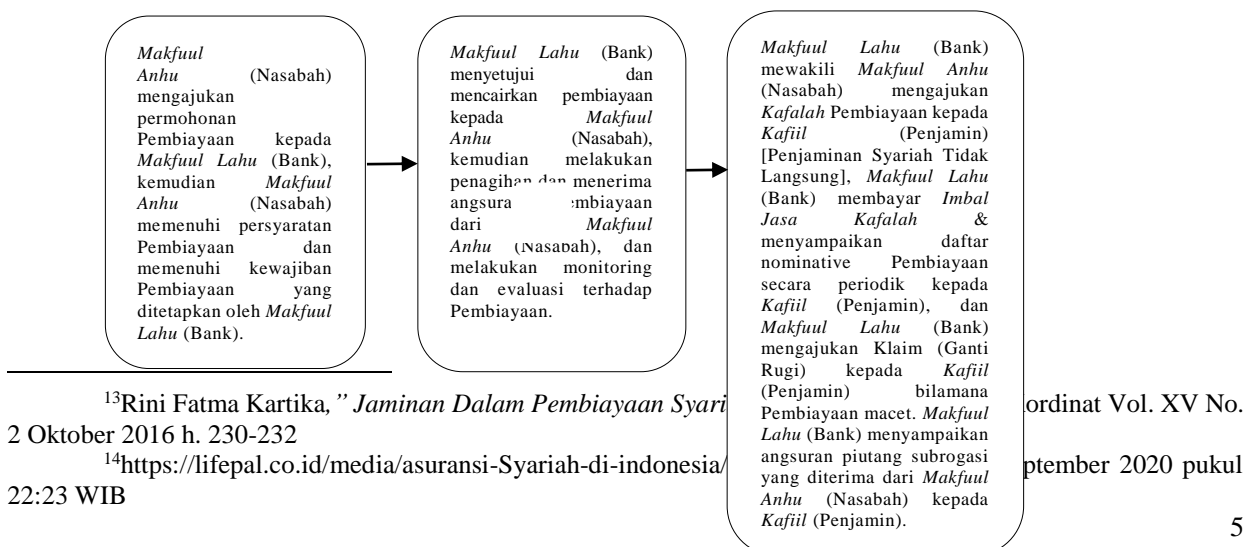 Makfuul
Anhu (Nasabah)
mengajukan
permohonan
Pembiayaan kepada
Makfuul Lahu (Bank),
kemudian Makfuul
Anhu (Nasabah)
memenuhi persyaratan
Pembiayaan dan
memenuhi kewajiban
Pembiayaan yang
ditetapkan oleh Makfuul
Lahu (Bank).
Makfuul Lahu (Bank)
menyetujui dan
mencairkan pembiayaan
kepada Makfuul
Anhu (Nasabah),
kemudian melakukan
penagihan dan menerima
angsura
dari Makfuul
Anhu (Nasabah), dan
melakukan monitoring
dan evaluasi terhadap
Pembiayaan.
Makfuul Lahu (Bank)
mewakili Makfuul Anhu
(Nasabah) mengajukan
Kafalah Pembiayaan kepada
Kafiil (Penjamin)
[Penjaminan Syariah Tidak
Langsung], Makfuul Lahu
(Bank) membayar Imbal
Jasa Kafalah &
menyampaikan daftar
nominative Pembiayaan
secara periodik kepada
Kafiil (Penjamin), dan
Makfuul Lahu (Bank)
mengajukan Klaim (Ganti
Rugi) kepada Kafiil
(Penjamin) bilamana
Pembiayaan macet. Makfuul
Lahu (Bank) menyampaikan
angsuran piutang subrogasi
yang diterima dari Makfuul
Anhu (Nasabah) kepada
Kafiil (Penjamin).
13Rini Fatma Kartika,” Jaminan Dalam Pembiayaan Syari ordinat Vol. XV No.
2 Oktober 2016 h. 230-232
14https://lifepal.co.id/media/asuransi-Syariah-di-indonesia/ ptember 2020 pukul
22:23 WIB
5